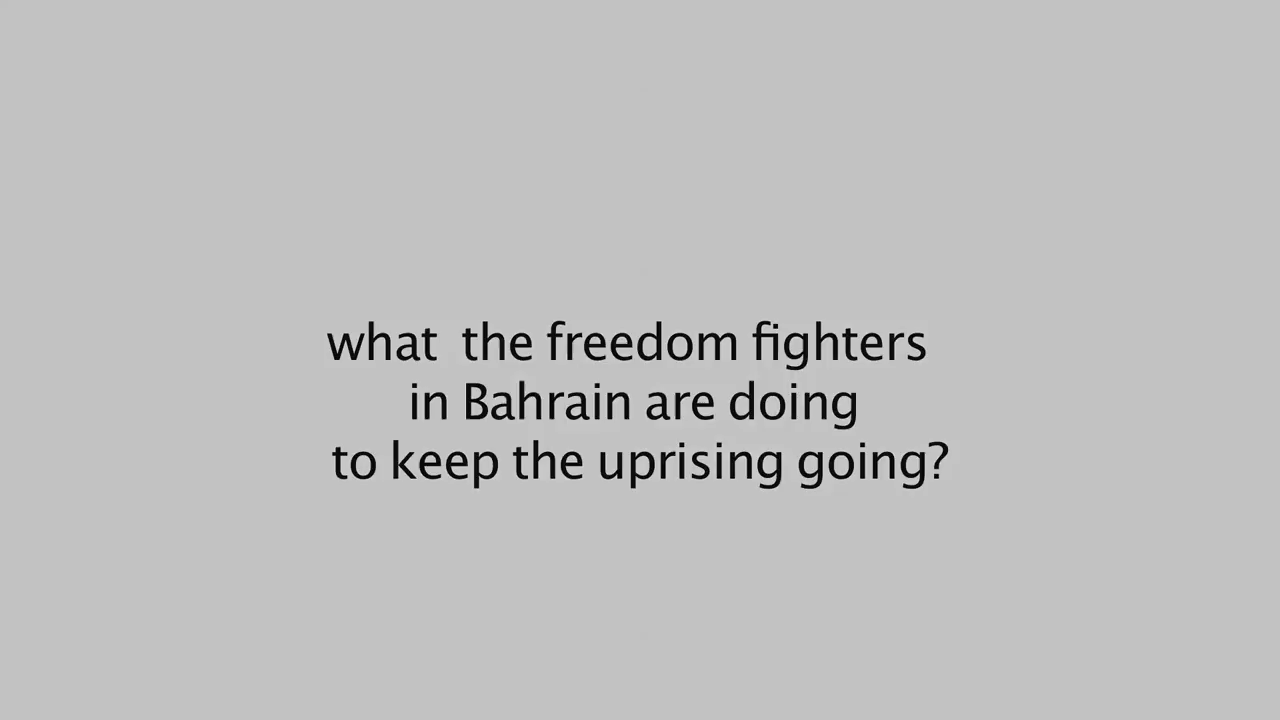 what  the freedom fighters
in Bahrain are doing
to keep the uprising going?